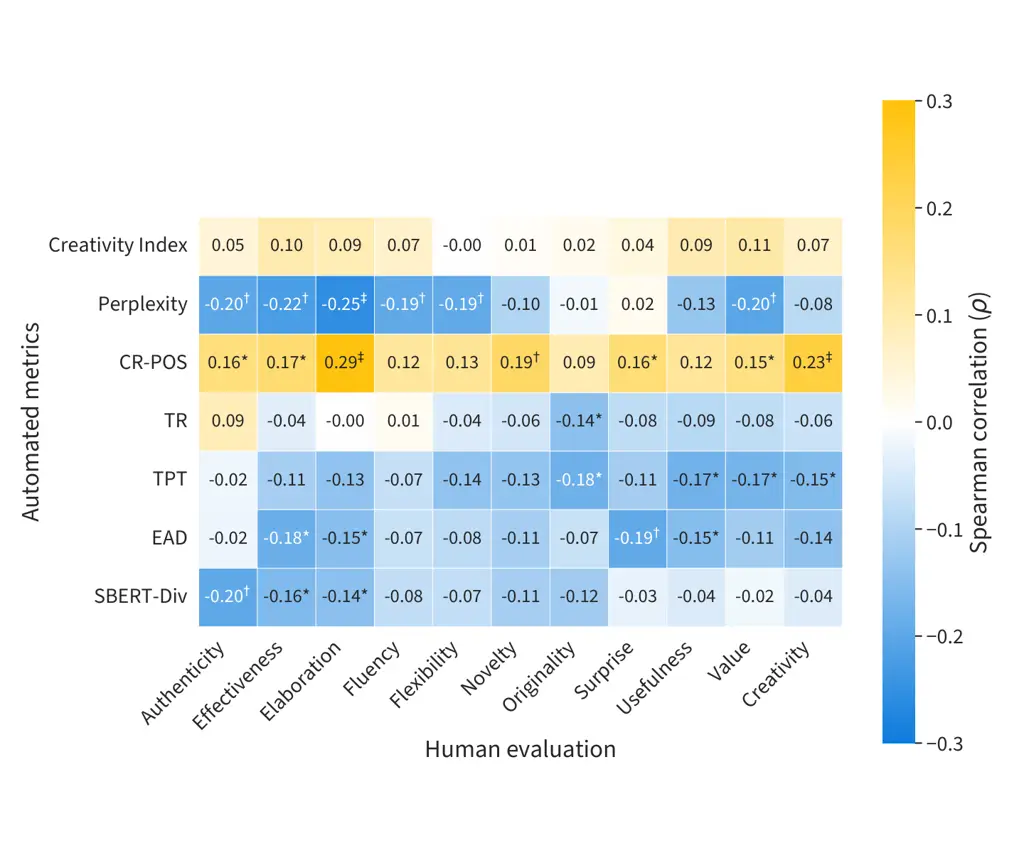 Creativity Index 0.05 0.10 0.09 0.07 -0.00 0.01 0.02 0.04 0.09 0.11 0.07
Perplexity -0.20† -0.22† -0.25‡ -0.19† -0.19† -0.10 -0.01 0.02 -0.13 -0.20† -0.08
CR-POS 0.16* 0.17* 0.29‡ 0.12 0.13 0.19† 0.09 0.16* 0.12 0.15* 0.23‡
TR 0.09 -0.04 -0.00 0.01 -0.04 -0.06 -0.14* -0.08 -0.09 -0.08 -0.06
TPT -0.02 -0.11 -0.13 -0.07 -0.14 -0.13 -0.18* -0.11 -0.17* -0.17* -0.15*
EAD -0.02 -0.18* -0.15* -0.07 -0.08 -0.11 -0.07 -0.19† -0.15* -0.11 -0.14
SBERT-Div -0.20† -0.16* -0.14* -0.08 -0.07 -0.11 -0.12 -0.03 -0.04 -0.02 -0.04
Authenticity Effectiveness Elaboration Fluency Flexibility Novelty Originality Surprise Usefulness Value Creativity
Human evaluation
Automated metrics
0.3
0.2
0.1
0.0
−0.1
−0.2
−0.3
Spearman correlation (ρ)